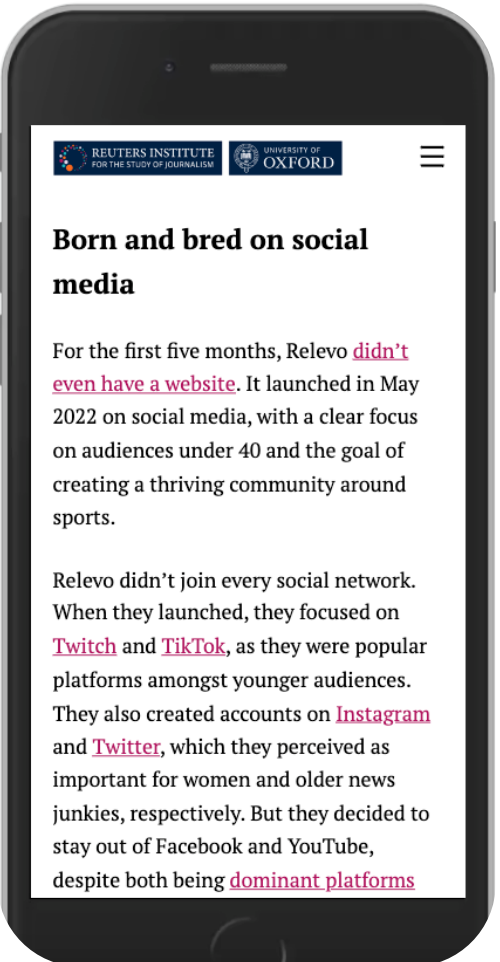 REUTERS INSTITUTE
FOR THE STUDY OF JOURNALISM
UNIVERSITY OF
OXFORD
Born and bred on social
media
For the first five months, Relevo didn’t
even have a website. It launched in May
2022 on social media, with a clear focus
on audiences under 40 and the goal of
creating a thriving community around
sports.
Relevo didn’t join every social network.
When they launched, they focused on
Twitch and TikTok, as they were popular
platforms amongst younger audiences.
They also created accounts on Instagram
and Twitter, which they perceived as
important for women and older news
junkies, respectively. But they decided to
stay out of Facebook and YouTube,
despite both being dominant platforms